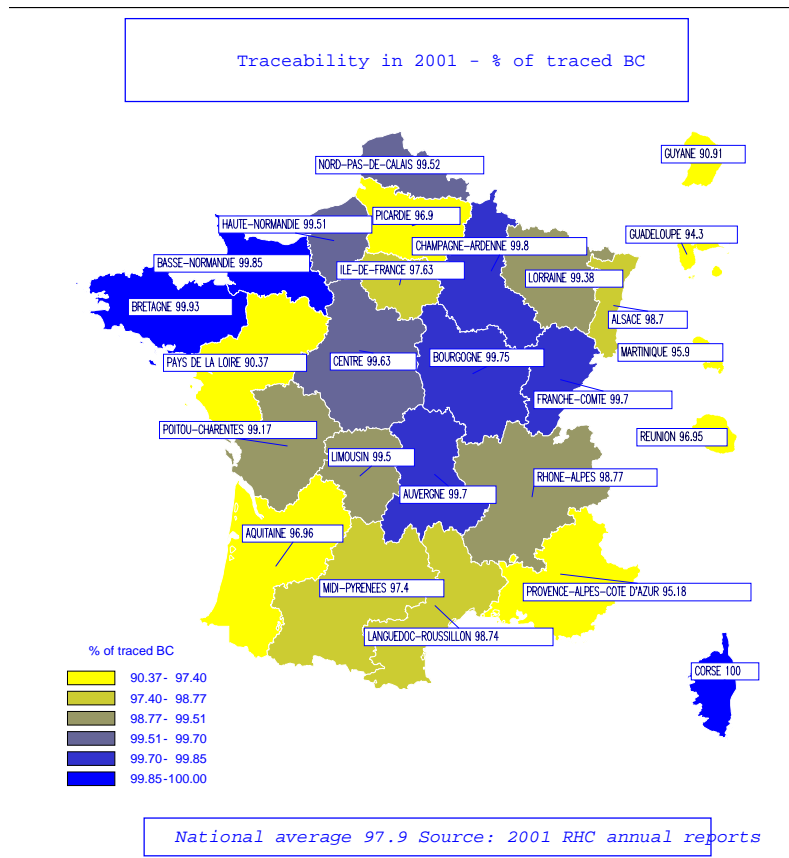 Traceability in 2001 - % of traced BC
NORD-PAS-DE-CALAIS 99.52
GUYANE 90.91
PICARDIE 96.9
HAUTE-NORMANDIE 99.51
GUADELOUPE 94.3
CHAMPAGNE-ARDENNE 99.8
BASSE-NORMANDIE 99.85
ILE-DE-FRANCE 97.63
LORRAINE 99.38
BRETAGNE 99.93
ALSACE 98.7
MARTINIQUE 95.9
PAYS DE LA LOIRE 90.37
CENTRE 99.63
BOURGOGNE 99.75
FRANCHE-COMTE 99.7
POITOU-CHARENTES 99.17
REUNION 96.95
LIMOUSIN 99.5
RHONE-ALPES 98.77
AUVERGNE 99.7
AQUITAINE 96.96
MIDI-PYRENEES 97.4
PROVENCE-ALPES-COTE D'AZUR 95.18
LANGUEDOC-ROUSSILLON 98.74
CORSE 100
% of traced BC
90.37- 97.40
97.40- 98.77
98.77- 99.51
99.51- 99.70
99.70- 99.85
99.85-100.00
National average 97.9 Source: 2001 RHC annual reports